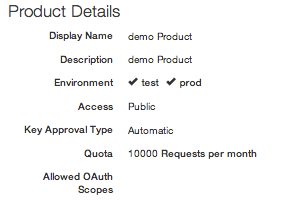 Product Details
Display Name demo Product
Description demo Product
Environment ✔ test ✔ prod
Access Public
Key Approval Type Automatic
Quota 10000 Requests per month
Allowed OAuth
Scopes